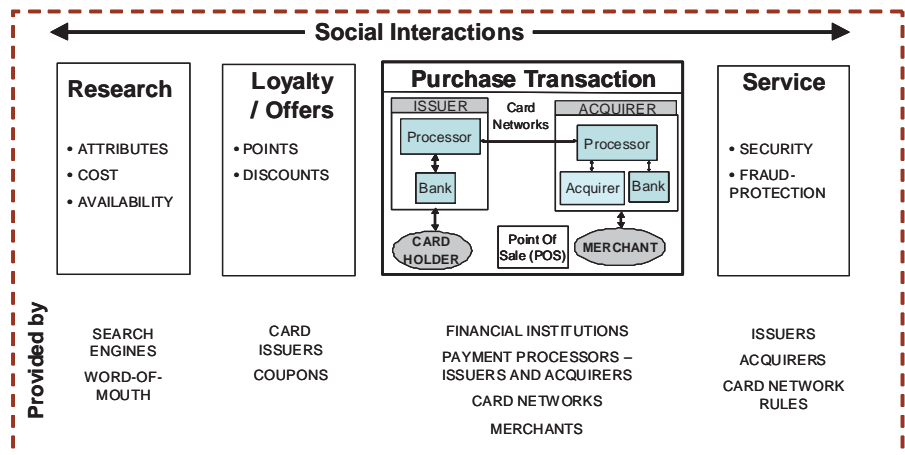 Social Interactions
Research
• ATTRIBUTES
• COST
• AVAILABILITY
Loyalty
/ Offers
• POINTS
• DISCOUNTS
Purchase Transaction
ISSUER
Processor
Bank
CARD
HOLDER
Card
Networks
Point Of
Sale (POS)
ACQUIRER
Processor
Acquirer
Bank
MERCHANT
Service
• SECURITY
• FRAUD-
PROTECTION
Provided by
SEARCH
ENGINES
WORD-OF-
MOUTH
CARD
ISSUERS
COUPONS
FINANCIAL INSTITUTIONS
PAYMENT PROCESSORS –
ISSUERS AND ACQUIRERS
CARD NETWORKS
MERCHANTS
ISSUERS
ACQUIRERS
CARD NETWORK
RULES